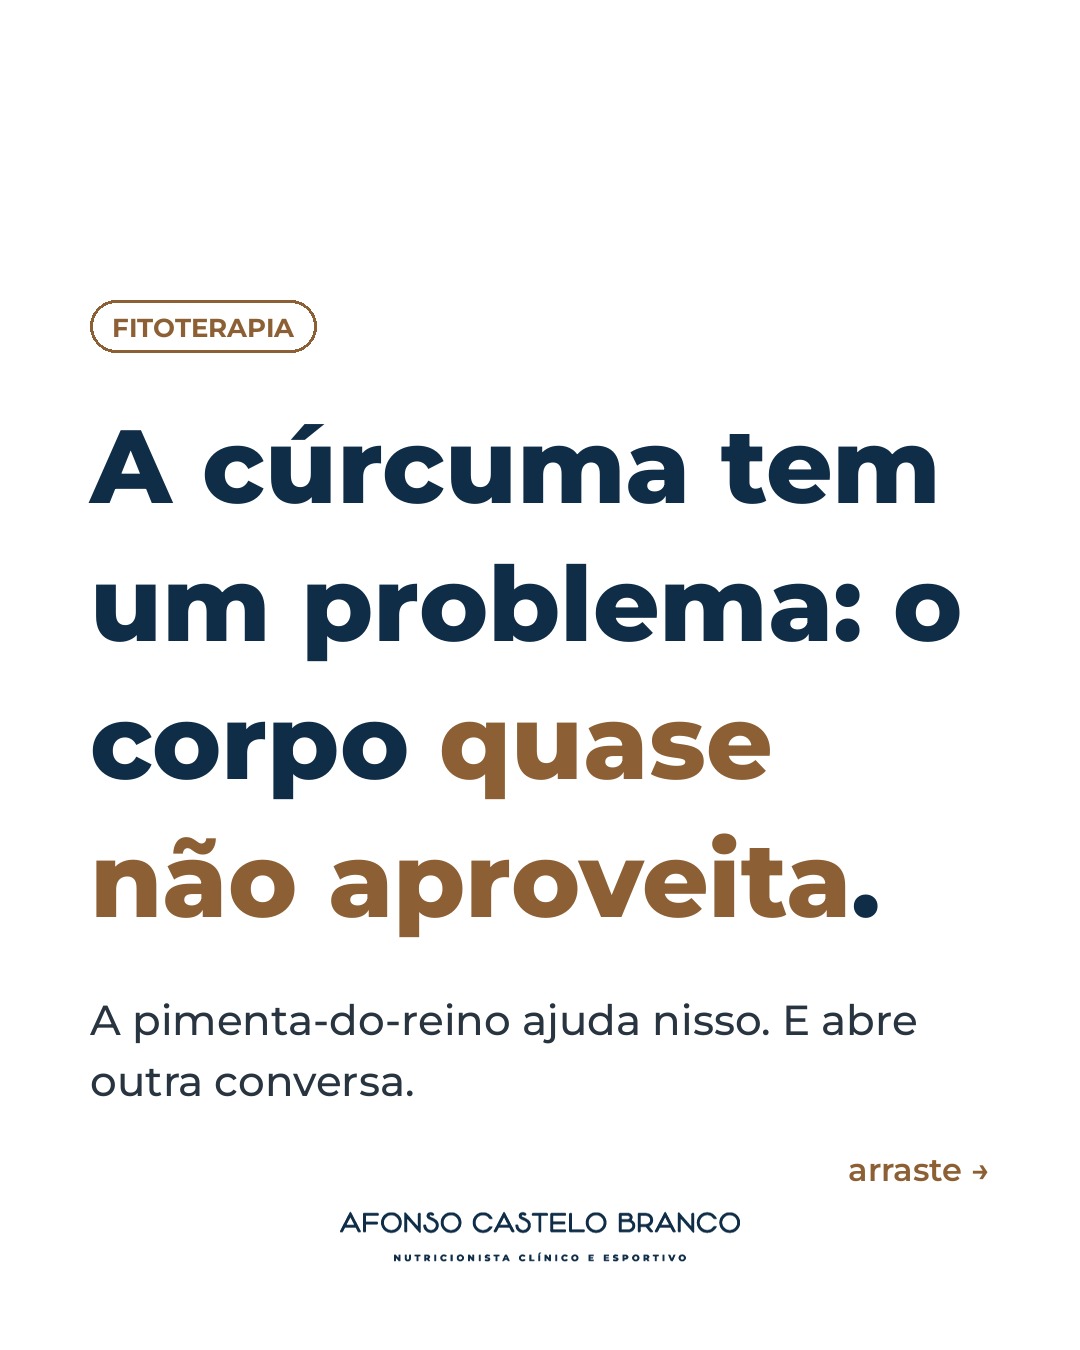 FITOTERAPIA
A cúrcuma tem
um problema: o
corpo quase
não aproveita.
A pimenta-do-reino ajuda nisso. E abre
outra conversa.
arraste →
AFONSO CASTELO BRANCO
NUTRICIONISTA CLÍNICO E ESPORTIVO